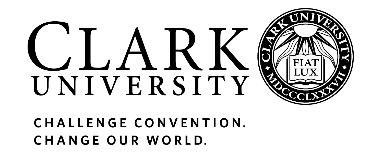 CLARK
UNIVERSITY
CHALLENGE CONVENTION.
CHANGE OUR WORLD.
CLARK UNIVERSITY
FIAT
LUX
MDCCCLXXXVII